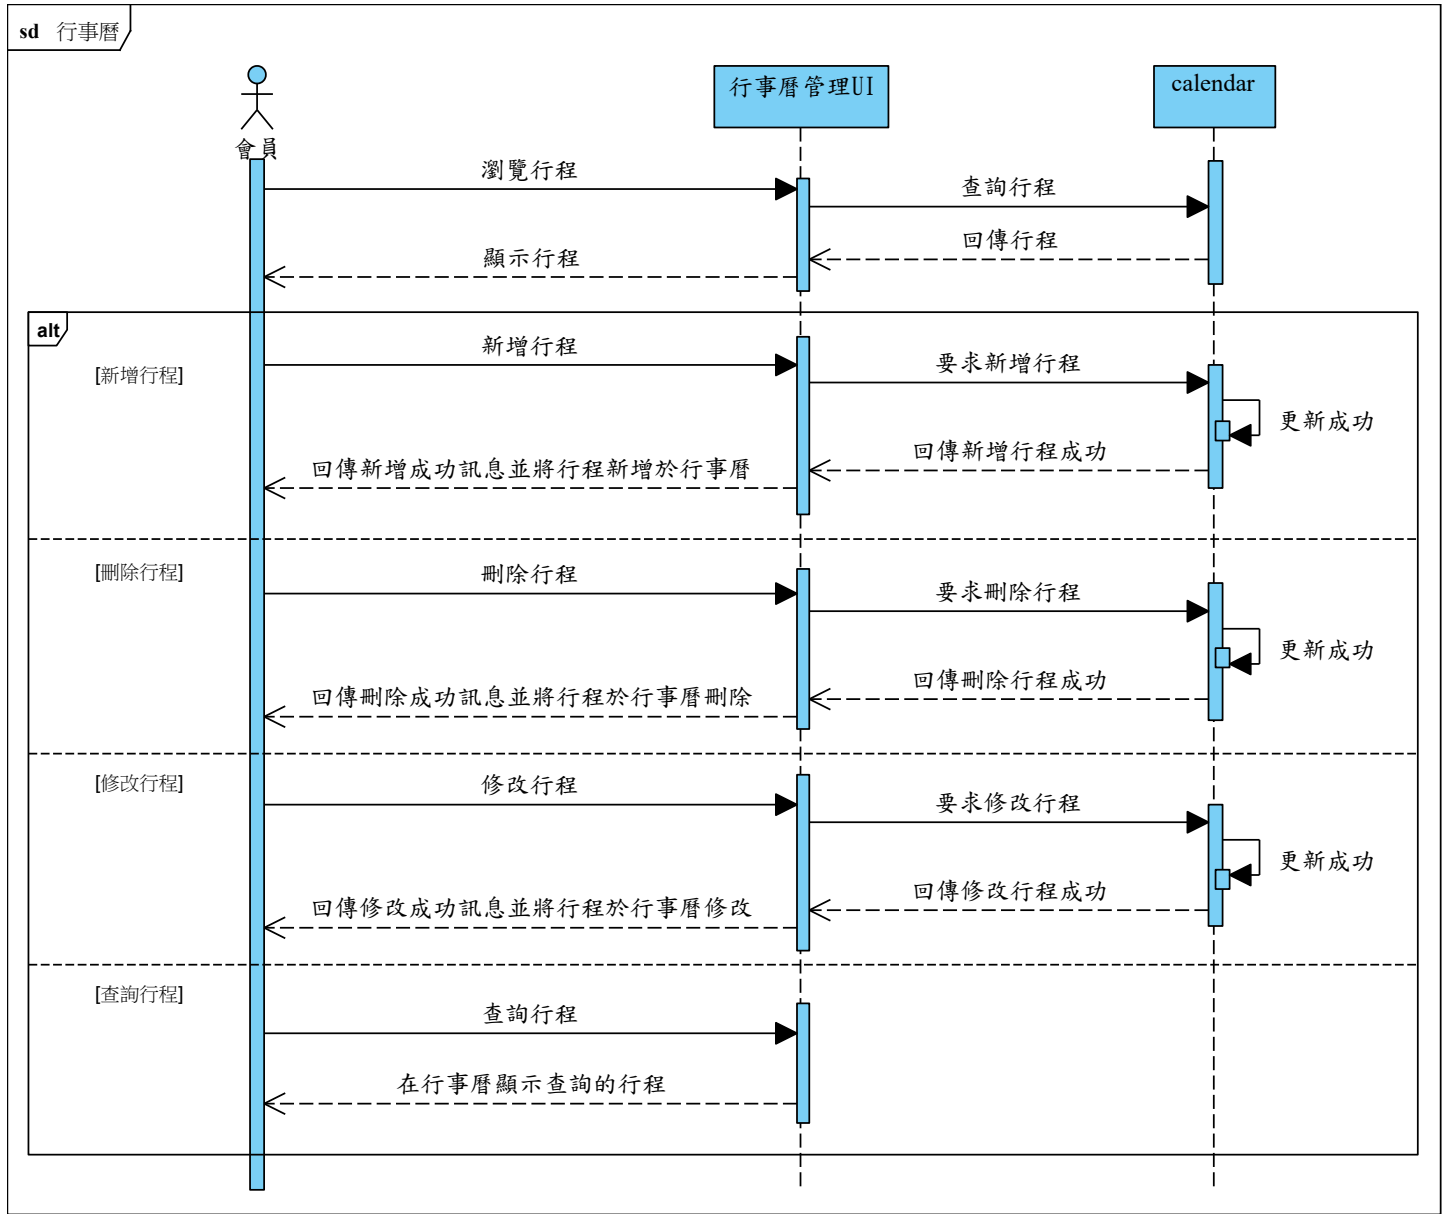 sd 行事曆
行事曆管理UI
calendar
會員
瀏覽行程
查詢行程
回傳行程
顯示行程
alt
新增行程
[新增行程]
要求新增行程
更新成功
回傳新增行程成功
回傳新增成功訊息並將行程新增於行事曆
[刪除行程]
刪除行程
要求刪除行程
更新成功
回傳刪除行程成功
回傳刪除成功訊息並將行程於行事曆刪除
[修改行程]
修改行程
要求修改行程
更新成功
回傳修改行程成功
回傳修改成功訊息並將行程於行事曆修改
[查詢行程]
查詢行程
在行事曆顯示查詢的行程